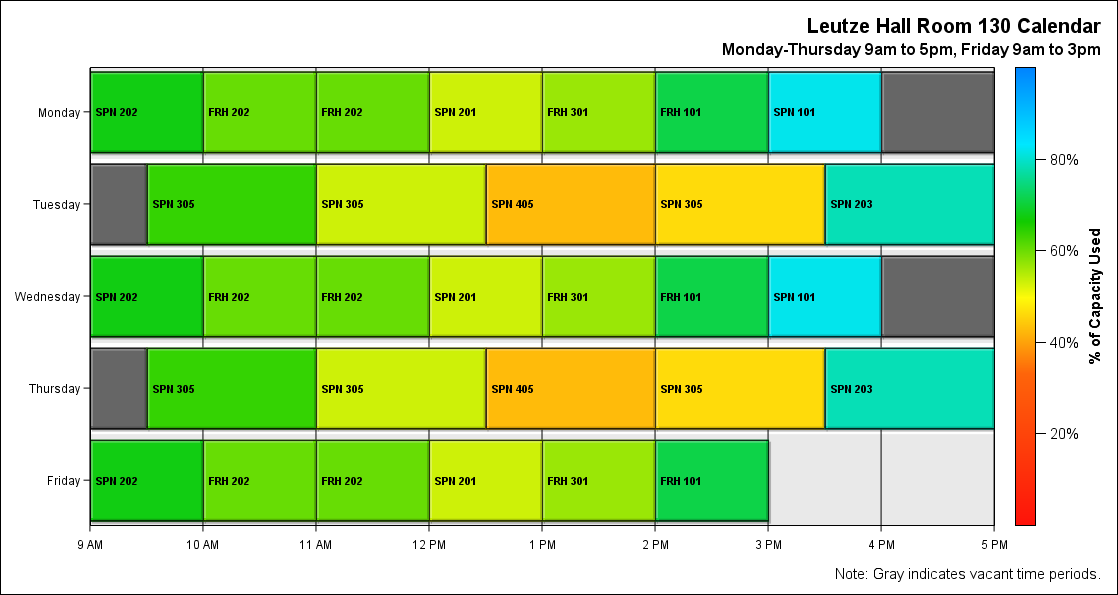 Leutze Hall Room 130 Calendar
Monday-Thursday 9am to 5pm, Friday 9am to 3pm
Monday
SPN 202 FRH 202 FRH 202 SPN 201 FRH 301 FRH 101 SPN 101
Tuesday
SPN 305 SPN 305 SPN 405 SPN 305 SPN 203
Wednesday
SPN 202 FRH 202 FRH 202 SPN 201 FRH 301 FRH 101 SPN 101
Thursday
SPN 305 SPN 305 SPN 405 SPN 305 SPN 203
Friday
SPN 202 FRH 202 FRH 202 SPN 201 FRH 301 FRH 101
9 AM 10 AM 11 AM 12 PM 1 PM 2 PM 3 PM 4 PM 5 PM
80%
60%
40%
20%
% of Capacity Used
Note: Gray indicates vacant time periods.